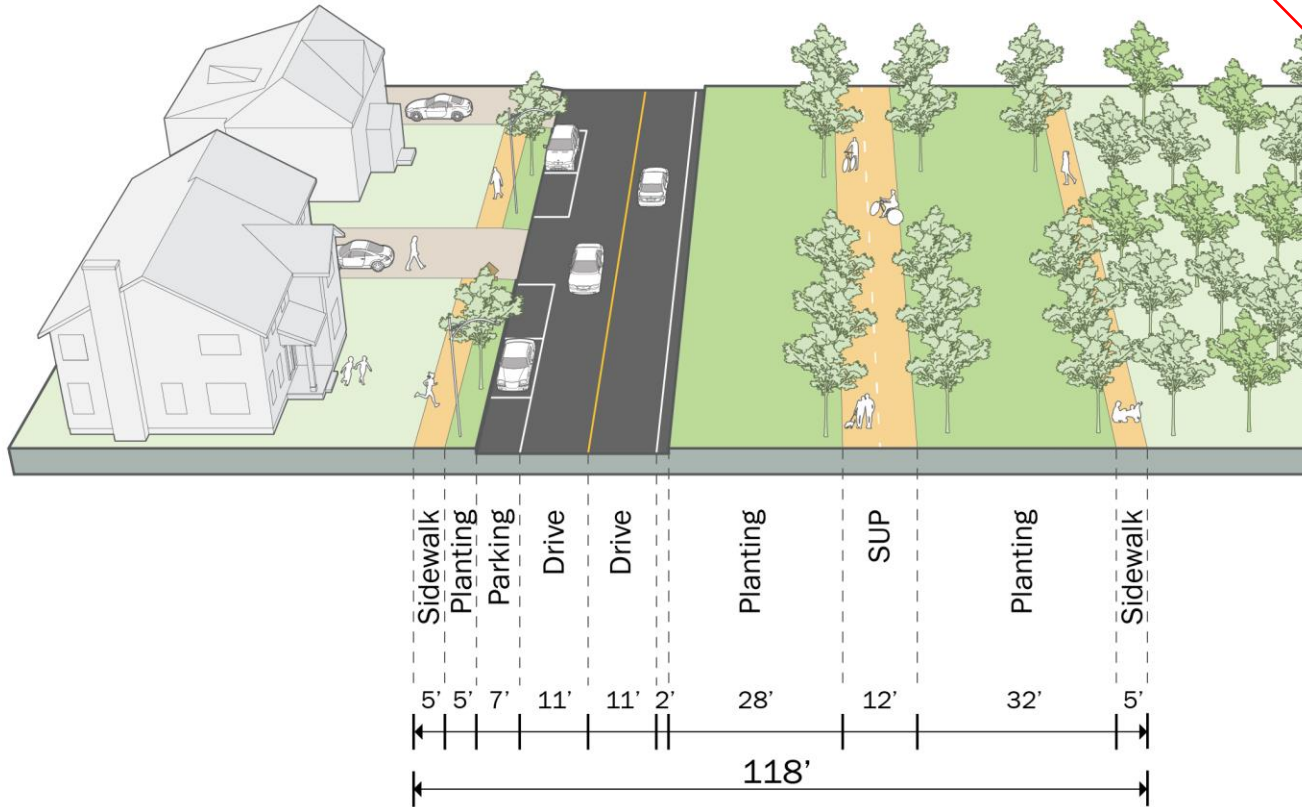 Sidewalk
Planting
Parking
Drive
Drive
Planting
SUP
Planting
Sidewalk
5’ 5’ 7’ 11’ 11’ 2’ 28’ 12’ 32’ 5’
118’